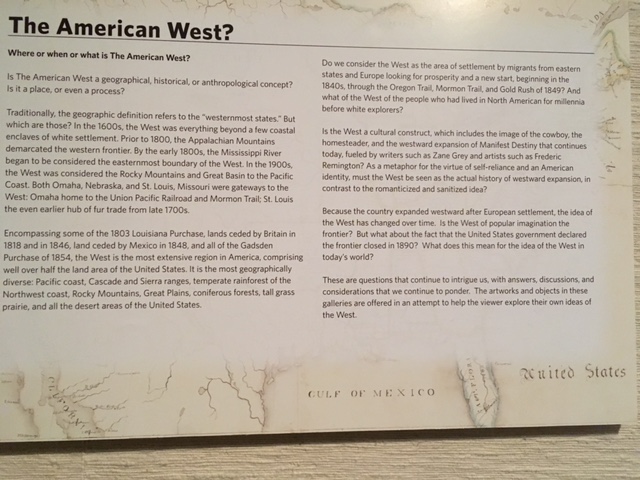 The American West?
Where or when or what is The American West?
Is The American West a geographical, historical, or anthropological concept?
Is it a place, or even a process?
Traditionally, the geographic definition refers to the "westernmost states." But
which are those? In the 1600s, the West was everything beyond a few coastal
enclaves of white settlement. Prior to 1800, the Appalachian Mountains
demarcated the western frontier. By the early 1800s, the Mississippi River
began to be considered the easternmost boundary of the West. In the 1900s,
the West was considered the Rocky Mountains and Great Basin to the Pacific
Coast. Both Omaha, Nebraska, and St. Louis, Missouri were gateways to the
West: Omaha home to the Union Pacific Railroad and Mormon Trail; St. Louis
the even earlier hub of fur trade from late 1700s.
Encompassing some of the 1803 Louisiana Purchase, lands ceded by Britain in
1818 and in 1846, land ceded by Mexico in 1848, and all of the Gadsden
Purchase of 1854, the West is the most extensive region in America, comprising
well over half the land area of the United States. It is the most geographically
diverse: Pacific coast, Cascade and Sierra ranges, temperate rainforest of the
Northwest coast, Rocky Mountains, Great Plains, coniferous forests, tall grass
prairie, and all the desert areas of the United States.
Do we consider the West as the area of settlement by migrants from eastern
states and Europe looking for prosperity and a new start, beginning in the
1840s, through the Oregon Trail, Mormon Trail, and Gold Rush of 1849? And
what of the West of the people who had lived in North American for millennia
before white explorers?
Is the West a cultural construct, which includes the image of the cowboy, the
homesteader, and the westward expansion of Manifest Destiny that continues
today, fueled by writers such as Zane Grey and artists such as Frederic
Remington? As a metaphor for the virtue of self-reliance and an American
identity, must the West be seen as the actual history of westward expansion, in
contrast to the romanticized and sanitized idea?
Because the country expanded westward after European settlement, the idea of
the West has changed over time. Is the West of popular imagination the
frontier? But what about the fact that the United States government declared
the frontier closed in 1890? What does this mean for the idea of the West in
today's world?
These are questions that continue to intrigue us, with answers, discussions, and
considerations that we continue to ponder. The artworks and objects in these
galleries are offered in an attempt to help the viewer explore their own ideas of
the West.
GULF OF MEXICO
United States